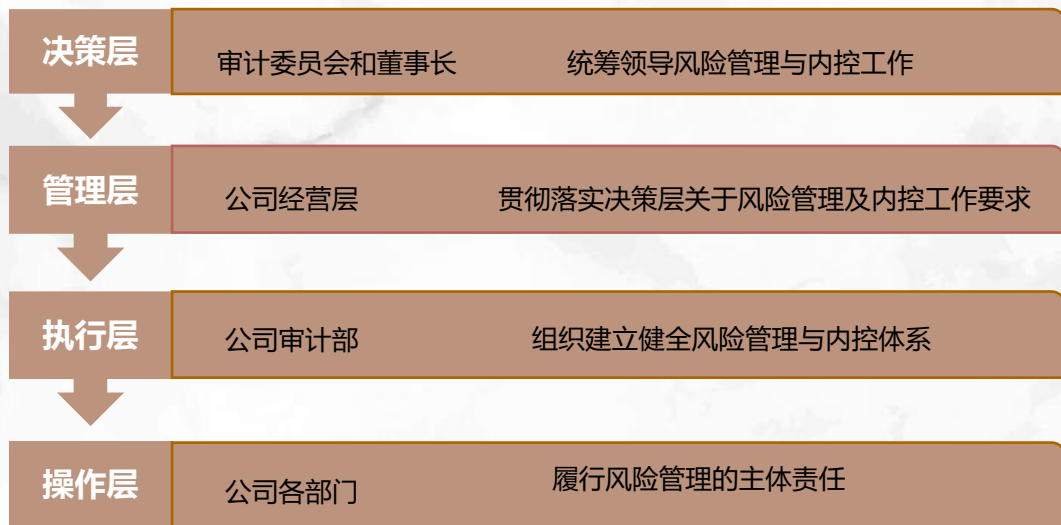 决策层
审计委员会和董事长 统筹领导风险管理与内控工作
管理层
公司经营层 贯彻落实决策层关于风险管理及内控工作要求
执行层
公司审计部 组织建立健全风险管理与内控体系
操作层
公司各部门 履行风险管理的主体责任